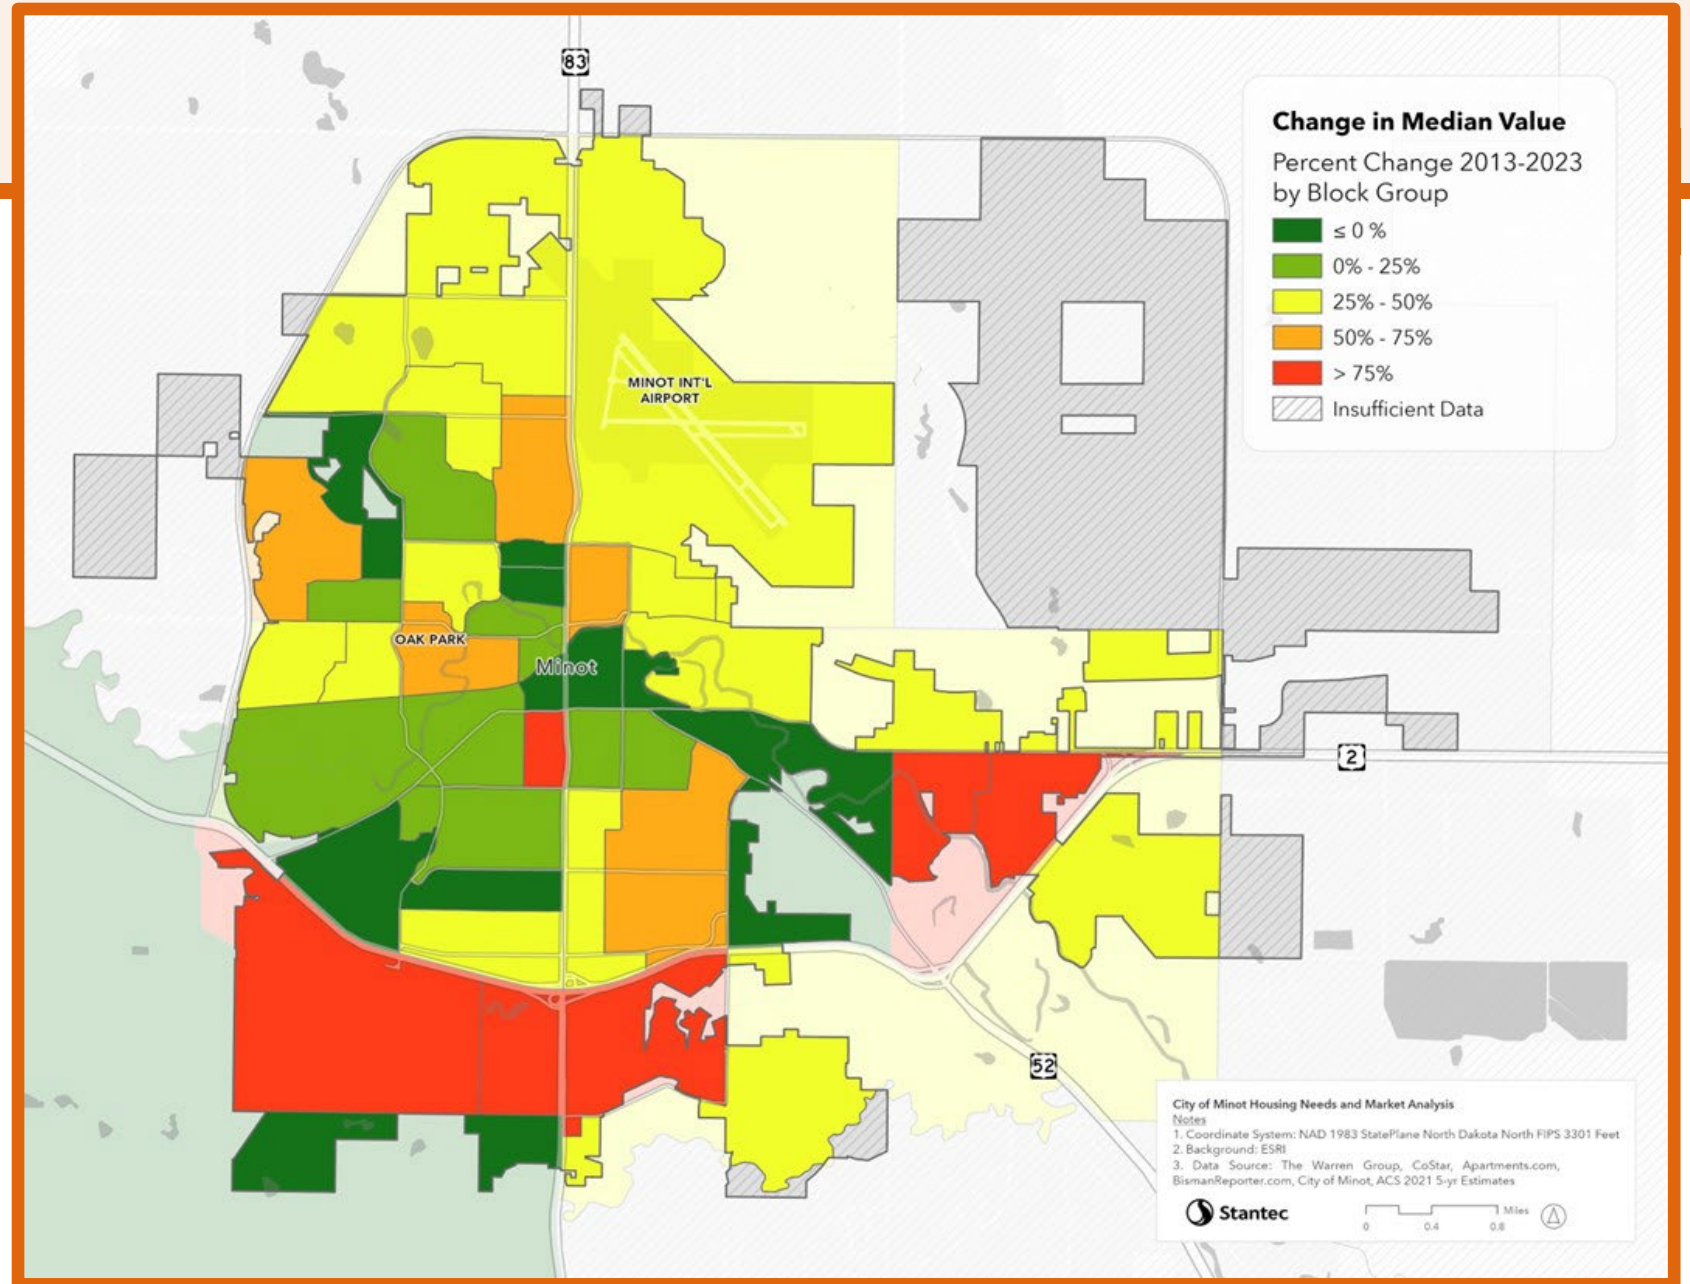 83
Change in Median Value
Percent Change 2013-2023
by Block Group
≤ 0 %
0% - 25%
25% - 50%
50% - 75%
> 75%
Insufficient Data
MINOT INT'L
AIRPORT
OAK PARK
Minot
2
52
City of Minot Housing Needs and Market Analysis
Notes
1. Coordinate System: NAD 1983 StatePlane North Dakota North FIPS 3301 Feet
2. Background: ESRI
3. Data Source: The Warren Group, CoStar, Apartments.com,
BismanReporter.com, City of Minot, ACS 2021 5-yr Estimates
Stantec
Miles
0 0.4 0.8